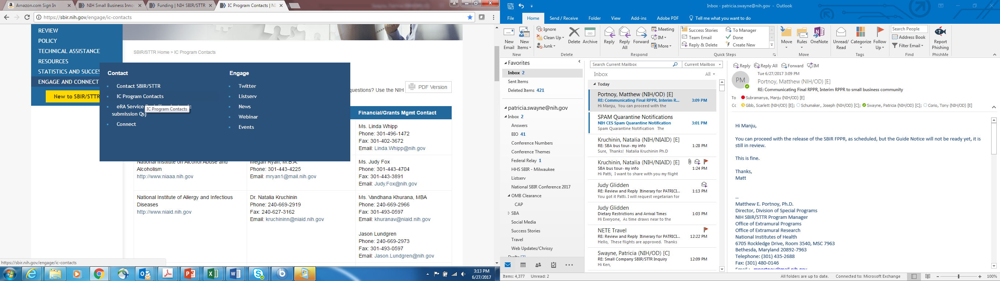 Amazon.com Sign In
NIH Small Business Inno
Funding | NIH SBIR/STTR
IC Program Contacts | NI
https://sbir.nih.gov/engage/ic-contacts
REVIEW
POLICY
TECHNICAL ASSISTANCE
RESOURCES
STATISTICS AND SUCCES
ENGAGE AND CONNECT
New to SBIR/STTR
SBIR/STTR Home > IC Program Contacts
Contact
Contact SBIR/STTR
IC Program Contacts
eRA Service
submission Qs)
IC Program Contacts
Connect
Engage
Twitter
Listserv
News
Webinar
Events
questions? Use the NIH
PDF Version
Financial/Grants Mgmt Contact
Ms. Linda Whipp
Phone: 301-496-1472
Fax: 301-402-3672
Email: Linda.Whipp@nih.gov
National Institute on Alcohol Abuse and
Alcoholism
http://www.niaaa.nih.gov
Megan Ryan, M.B.A.
Phone: 301-443-4225
Email: mryan1@mail.nih.gov
Ms. Judy Fox
Phone: 301-443-4704
Fax: 301-443-3891
Email: Judy.Fox@nih.gov
National Institute of Allergy and Infectious
Diseases
http://www.niaid.nih.gov
Dr. Natalia Kruchinin
Phone: 240-669-2919
Fax: 240-627-3162
Email: kruchininn@niaid.nih.gov
Ms. Vandhana Khurana, MBA
Phone: 240-669-2966
Fax: 301-493-0597
Email: khuranav@niaid.nih.gov
Jason Lundgren
Phone: 240-669-2973
Fax: 301-493-0597
Email: Jason.Lundgren@nih.gov
https://sbir.nih.gov/engage/ic-contacts
3:13 PM
6/27/2017
Inbox - patricia.swayne@nih.gov - Outlook
File Home Send / Receive Folder View Add-ins Adobe PDF Tell me what you want to do
New Email
New Items
New
Ignore
Clean Up
Junk
Delete
Archive
Delete
Reply
Reply All
Forward
Meeting
IM
More
Respond
Success Stories
Team Email
Reply & Delete
To Manager
Done
Create New
Quick Steps
Move
Rules
OneNote
Move
Unread/ Read
Categorize
Follow Up
Tags
Search People
Address Book
Filter Email
Find
Report Phishing
PhishMe
Favorites
Inbox 2
Sent Items
Deleted Items 421
patricia.swayne@nih.gov
Inbox 2
Answers
BIO 41
Conference Numbers
Conference Themes
Federal Relay 1
HHS SBIR - Milwaukee
Listserv
National SBIR Conference 2017
OMB Clearance
CAP
SBA
Social Media
Success Stories
Travel
Web Updates/Chrissy
Drafts [2]
Search Current Mailbox
Current Mailbox
Inbox
All
Today
Portnoy, Matthew (NIH/OD) [E]
RE: Communicating Final RPPR, Interim R... 3:09 PM
Hi Manju, You can proceed with the
SPAM Quarantine Notifications
NIH CES Spam Quarantine Notification 3:01 PM
Spam Quarantine Notification The
Kruchinin, Natalia (NIH/NIAID) [E]
RE: SBA bus tour- my info 1:28 PM
Sure, Thanks! Natalia Kruchinin Ph.D
Kruchinin, Natalia (NIH/NIAID) [E]
SBA bus tour- my info 1:24 PM
Hi Patti, I want to share with you my flight
Judy Glidden
RE: Review and Reply Itinerary for PATRICI... 1:13 PM
You got it Patti. I will request vegetarian for
Judy Glidden
Dietary Restrictions and Arrival Times 1:03 PM
Hi Everyone, As time draws near to the
NETE Travel
RE: Review and Reply Itinerary for PATRICI... 12:22 PM
Hello, These flights are approved. Thanks
Swayne, Patricia (NIH/OD) [C]
RE: Small Company SBIR/STTR Inquiry 12:09 PM
Hi Ken,
Reply Reply All Forward IM
PM
Tue 6/27/2017 3:09 PM
Portnoy, Matthew (NIH/OD) [E]
RE: Communicating Final RPPR, Interim RPPR to small business community
To Subramanya, Manju (NIH/OD) [E]
Cc Gibb, Scarlett (NIH/OD) [E]; Schumaker, Joseph (NIH/OD) [C]; Swayne, Patricia (NIH/OD) [C]; Corio, Tony (NIH/OD) [E]
Hi Manju,
You can proceed with the release of the SBIR FPPR, as scheduled, but the Guide Notice will not be ready yet, it is
still in review.
This is fine.
Thanks,
Matt
--
Matthew E. Portnoy, Ph.D.
Director, Division of Special Programs
NIH SBIR/STTR Program Manager
Office of Extramural Programs
Office of Extramural Research
National Institutes of Health
6705 Rockledge Drive, Room 3540, MSC 7963
Bethesda, Maryland 20892-7963
Telephone: (301) 435-2688
Fax: (301) 480-0146
Email : mportnoy@mail.nih.gov
Items: 4,377 Unread: 2
All folders are up to date. Connected to: Microsoft Exchange 100%